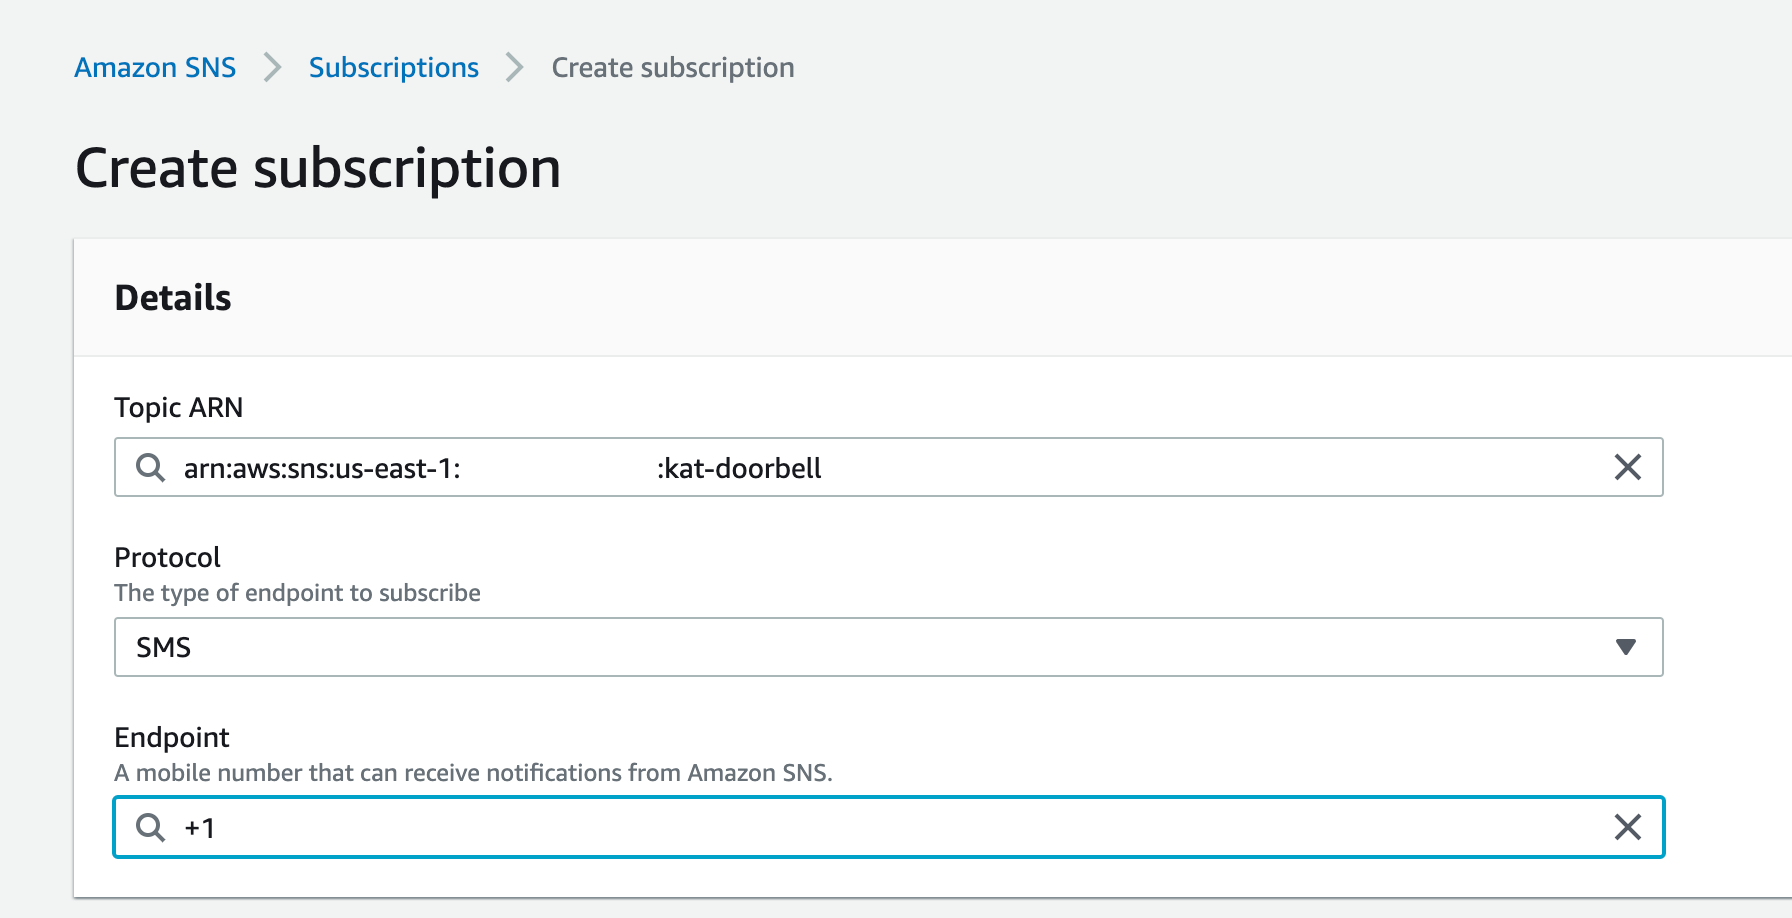 Amazon SNS > Subscriptions > Create subscription
Create subscription
Details
Topic ARN
arn:aws:sns:us-east-1: :kat-doorbell
Protocol
The type of endpoint to subscribe
SMS
Endpoint
A mobile number that can receive notifications from Amazon SNS.
+1